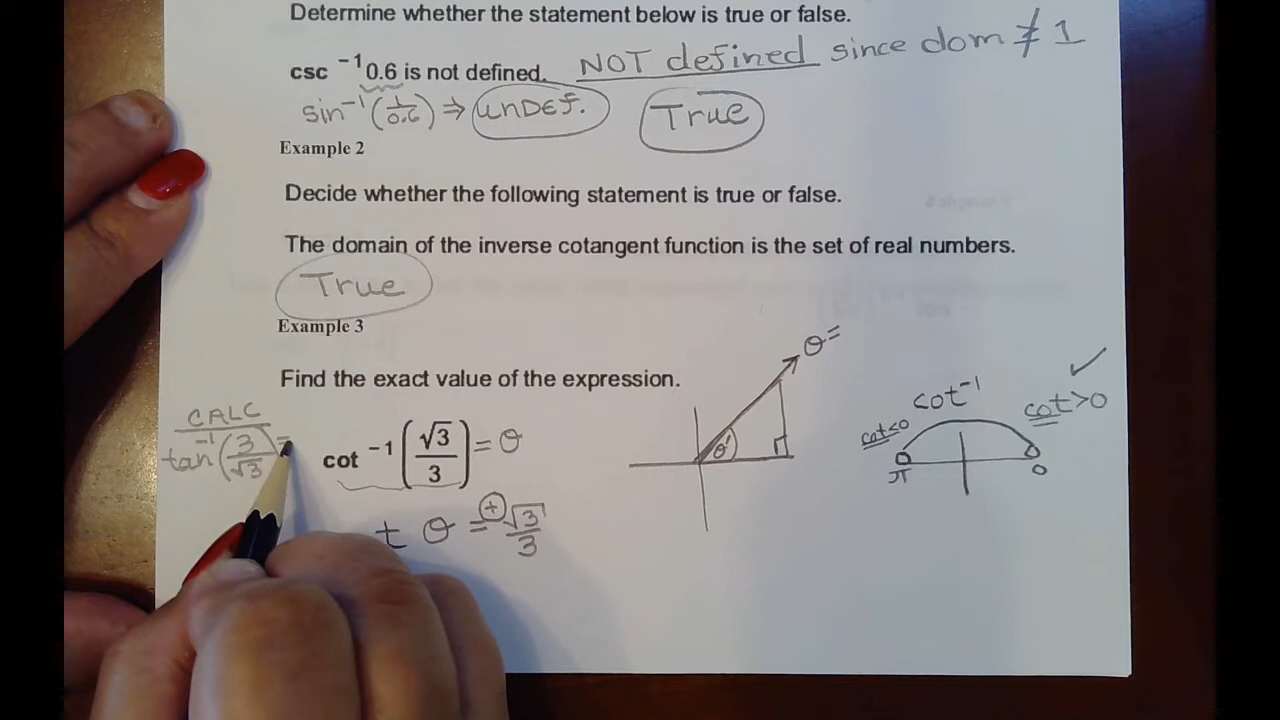 Determine whether the statement below is true or false.
csc ⁻¹0.6 is not defined. NOT defined since dom ≠ 1
sin⁻¹(1/0.6) ⇒ UNDEF. True
Example 2
Decide whether the following statement is true or false.
The domain of the inverse cotangent function is the set of real numbers.
True
Example 3
Find the exact value of the expression.
CALC
tan⁻¹(3/√3) =
cot ⁻¹(√3/3) = θ
t θ = +√3/3
θ =
θ'
cot⁻¹
cot<0
cot>0
π
0